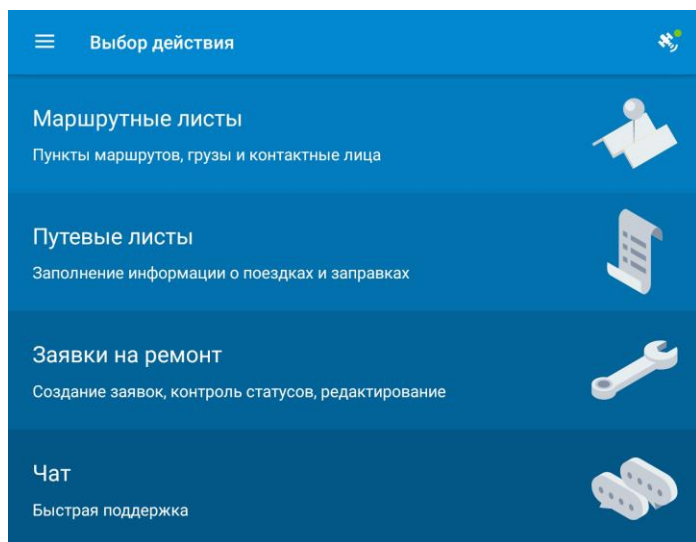 Выбор действия
Маршрутные листы
Пункты маршрутов, грузы и контактные лица
Путевые листы
Заполнение информации о поездках и заправках
Заявки на ремонт
Создание заявок, контроль статусов, редактирование
Чат
Быстрая поддержка